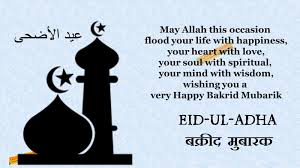 عيد الأضحى
May Allah this occasion
flood your life with happiness,
your heart with love,
your soul with spiritual,
your mind with wisdom,
wishing you a
very Happy Bakrid Mubarik
EID-UL-ADHA
बक़रीद मुबारक